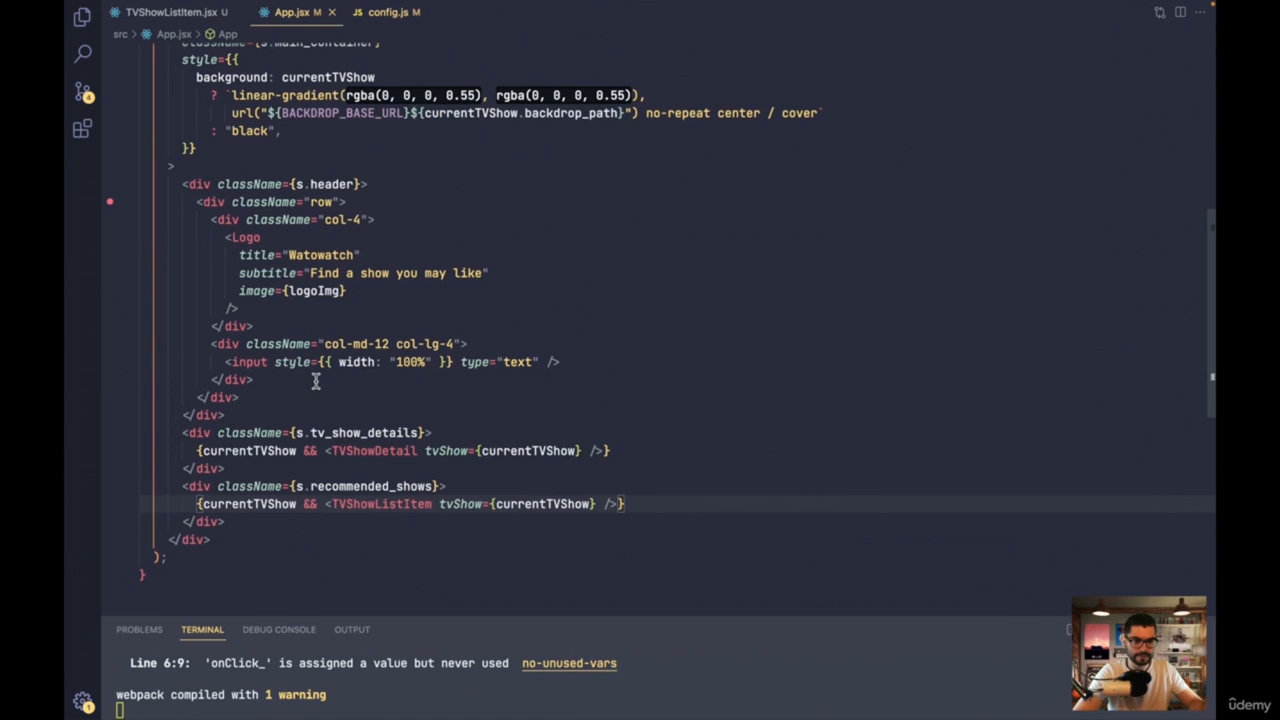 TVShowListItem.jsx U
App.jsx M
config.js M
src > App.jsx > App
className={s.main_container}
style={{
background: currentTVShow
? `linear-gradient(rgba(0, 0, 0, 0.55), rgba(0, 0, 0, 0.55)),
url("${BACKDROP_BASE_URL}${currentTVShow.backdrop_path}") no-repeat center / cover`
: "black",
}}
>
<div className={s.header}>
<div className="row">
<div className="col-4">
<Logo
title="Watowatch"
subtitle="Find a show you may like"
image={logoImg}
/>
</div>
<div className="col-md-12 col-lg-4">
<input style={{ width: "100%" }} type="text" />
</div>
</div>
</div>
<div className={s.tv_show_details}>
{currentTVShow && <TVShowDetail tvShow={currentTVShow} />}
</div>
<div className={s.recommended_shows}>
{currentTVShow && <TVShowListItem tvShow={currentTVShow} />}
</div>
</div>
);
}
4
PROBLEMS TERMINAL DEBUG CONSOLE OUTPUT
Line 6:9: 'onClick_' is assigned a value but never used no-unused-vars
webpack compiled with 1 warning
1
ûdemy